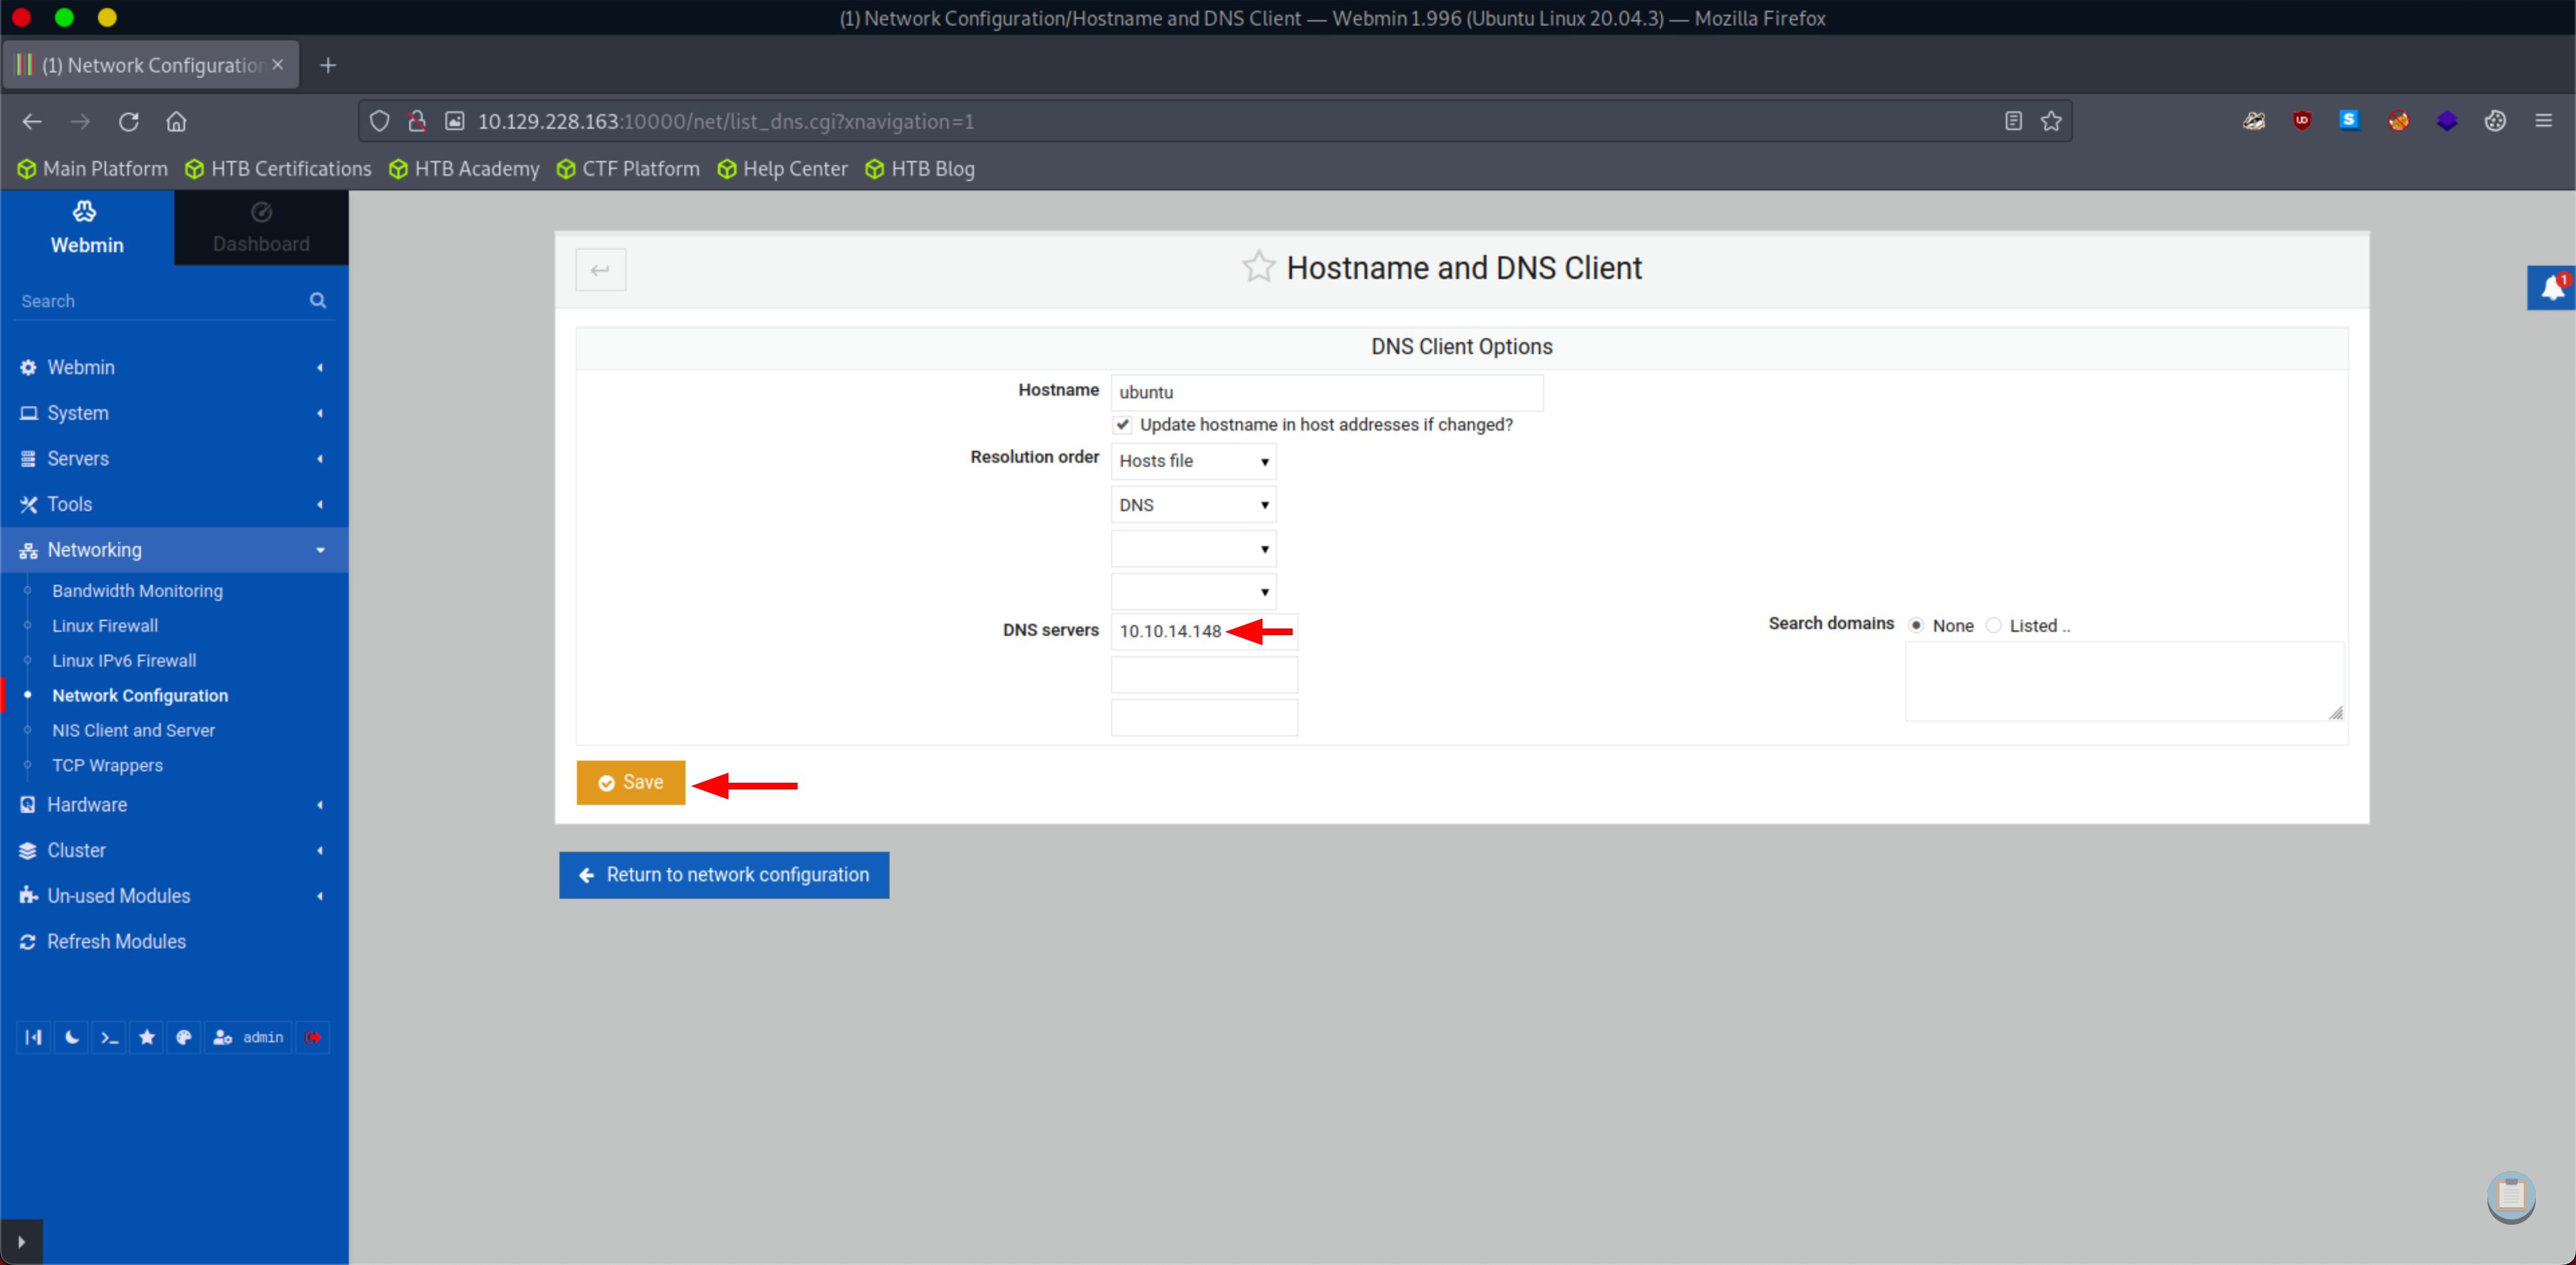 (1) Network Configuration/Hostname and DNS Client — Webmin 1.996 (Ubuntu Linux 20.04.3) — Mozilla Firefox
(1) Network Configuration
10.129.228.163:10000/net/list_dns.cgi?xnavigation=1
Main Platform HTB Certifications HTB Academy CTF Platform Help Center HTB Blog
Webmin
Dashboard
Search
Webmin
System
Servers
Tools
Networking
Bandwidth Monitoring
Linux Firewall
Linux IPv6 Firewall
Network Configuration
NIS Client and Server
TCP Wrappers
Hardware
Cluster
Un-used Modules
Refresh Modules
admin
Hostname and DNS Client
1
DNS Client Options
Hostname ubuntu
Update hostname in host addresses if changed?
Resolution order Hosts file
DNS
DNS servers 10.10.14.148
Search domains None Listed ..
Save
Return to network configuration